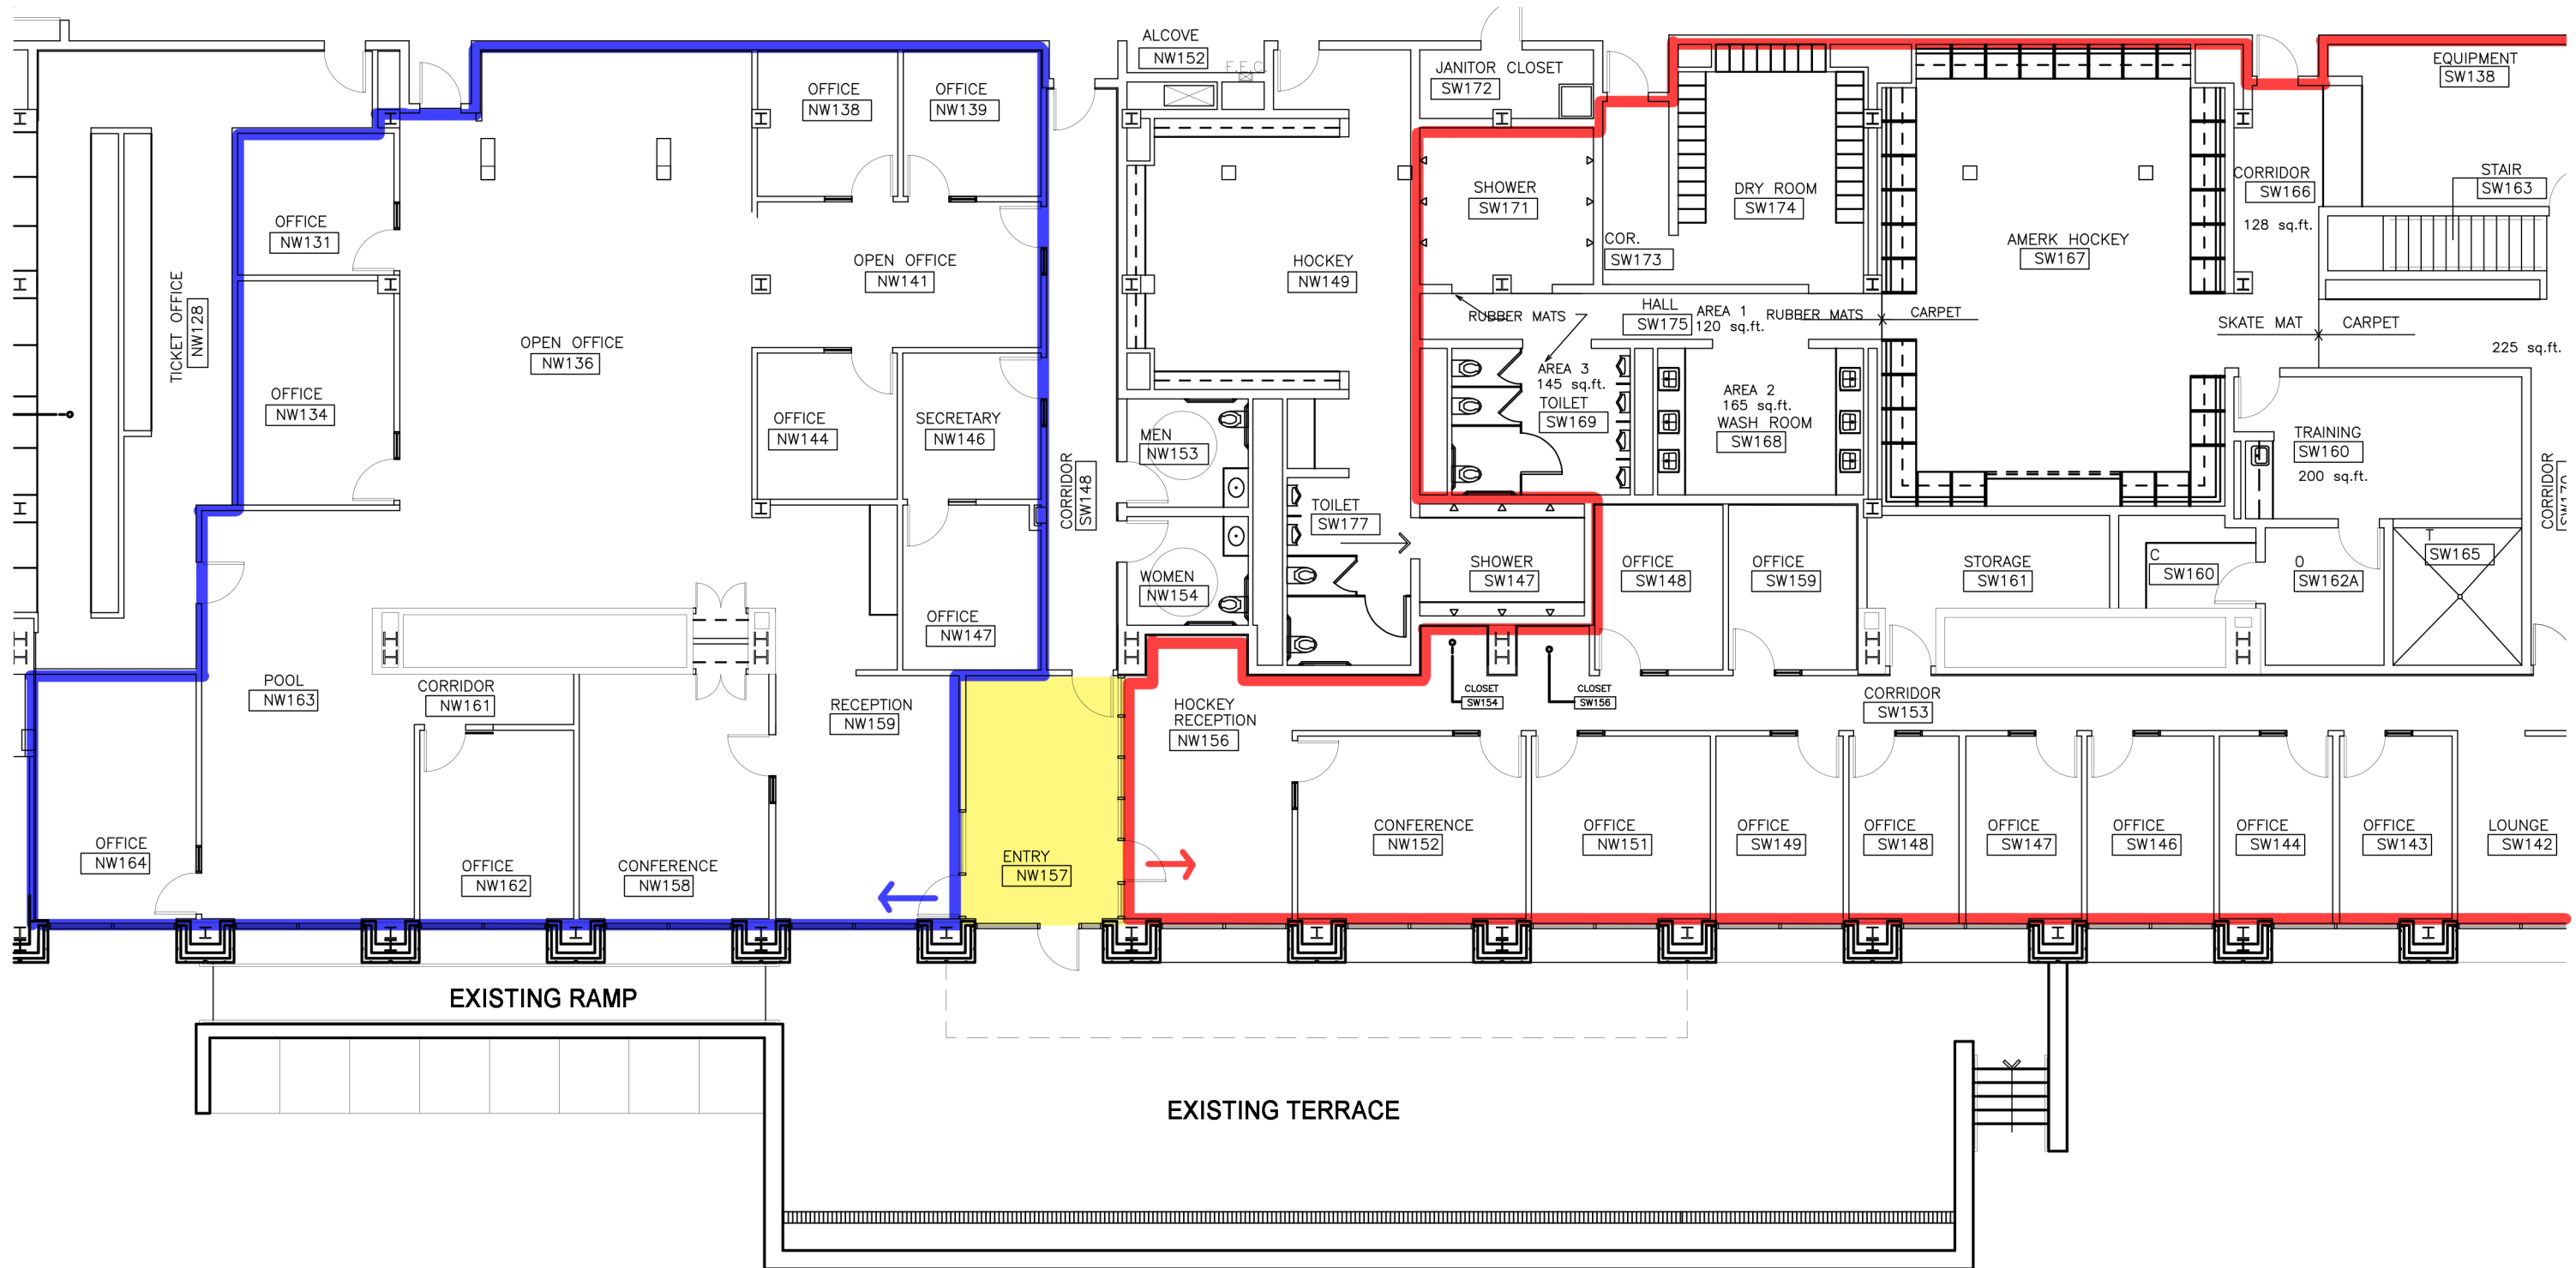 ALCOVE
NW152
F.E.C.
JANITOR CLOSET
SW172
EQUIPMENT
SW138
OFFICE
NW138
OFFICE
NW139
OFFICE
NW131
SHOWER
SW171
DRY ROOM
SW174
CORRIDOR
SW166
128 sq.ft.
STAIR
SW163
COR.
SW173
AMERK HOCKEY
SW167
OPEN OFFICE
NW141
HOCKEY
NW149
TICKET OFFICE
NW128
RUBBER MATS
HALL
SW175
AREA 1
120 sq.ft.
RUBBER MATS
CARPET
SKATE MAT
CARPET
225 sq.ft.
OPEN OFFICE
NW136
OFFICE
NW134
OFFICE
NW144
SECRETARY
NW146
AREA 3
145 sq.ft.
TOILET
SW169
AREA 2
165 sq.ft.
WASH ROOM
SW168
MEN
NW153
TRAINING
SW160
200 sq.ft.
CORRIDOR
SW148
CORRIDOR
TOILET
SW177
SHOWER
SW147
WOMEN
NW154
OFFICE
SW148
OFFICE
SW159
STORAGE
SW161
C
SW160
O
SW162A
T
SW165
OFFICE
NW147
POOL
NW163
CORRIDOR
NW161
RECEPTION
NW159
HOCKEY
RECEPTION
NW156
CLOSET
SW154
CLOSET
SW156
CORRIDOR
SW153
OFFICE
NW164
OFFICE
NW162
CONFERENCE
NW158
ENTRY
NW157
CONFERENCE
NW152
OFFICE
NW151
OFFICE
SW149
OFFICE
SW148
OFFICE
SW147
OFFICE
SW146
OFFICE
SW144
OFFICE
SW143
LOUNGE
SW142
EXISTING RAMP
EXISTING TERRACE